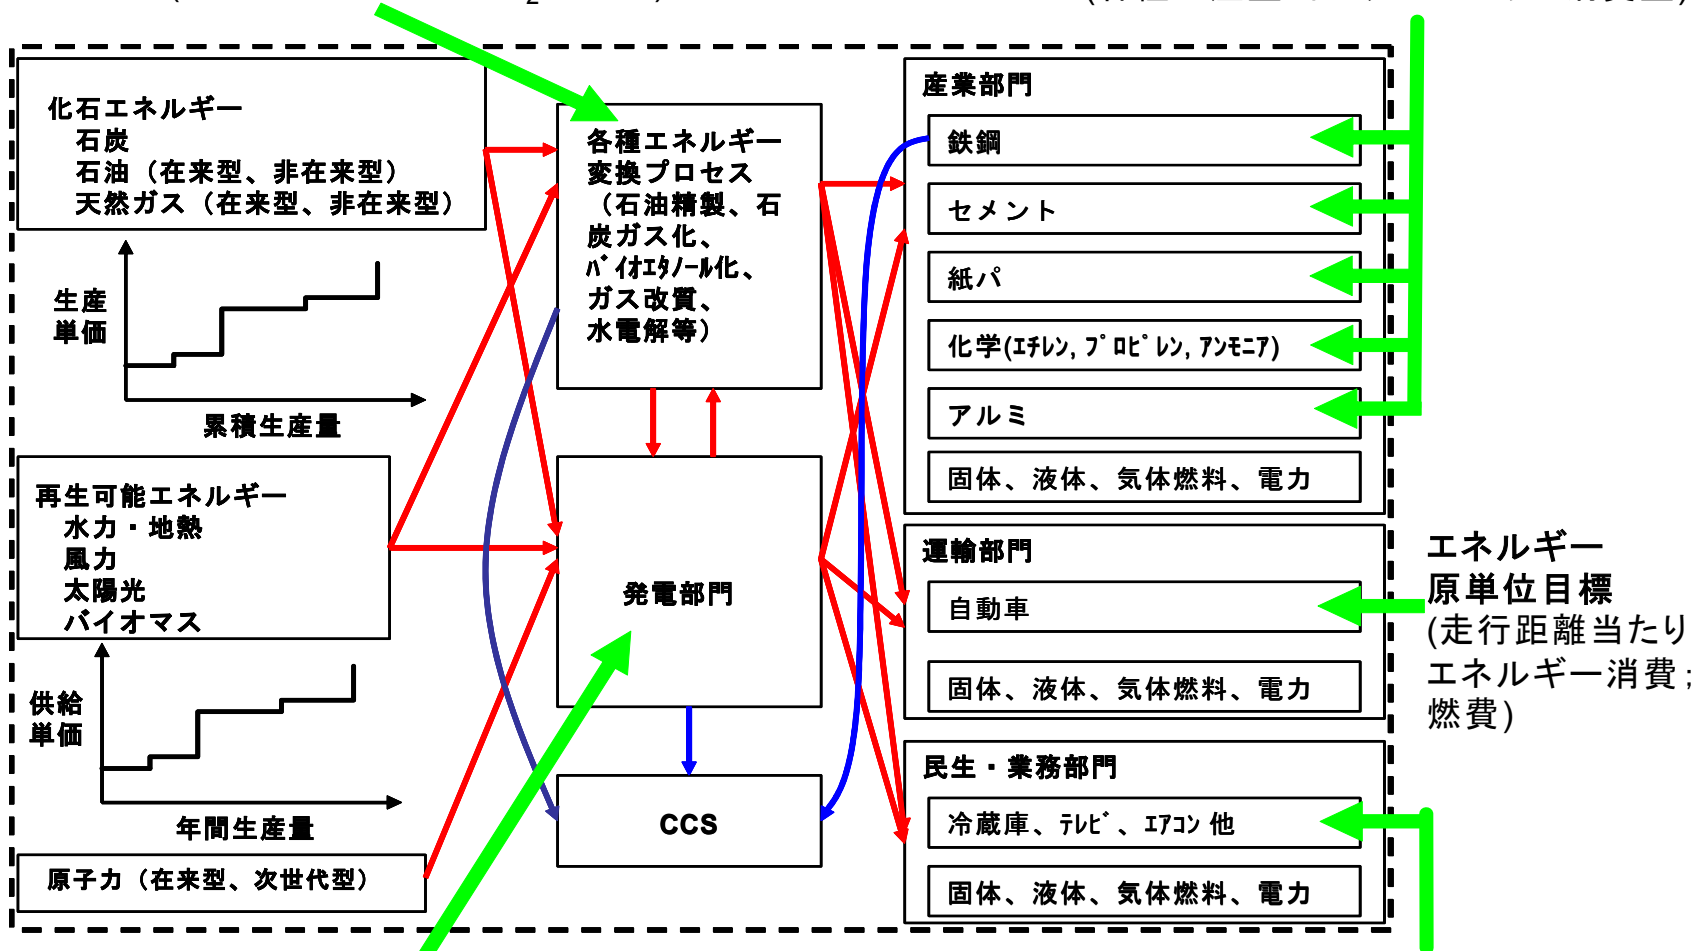 化石エネルギー
石炭
石油（在来型、非在来型）
天然ガス（在来型、非在来型）
生産
単価
累積生産量
再生可能エネルギー
水力・地熱
風力
太陽光
バイオマス
供給
単価
年間生産量
原子力（在来型、次世代型）
各種エネルギー
変換プロセス
（石油精製、石
炭ガス化、
ﾊﾞｲｵｴﾀﾉｰﾙ化、
ガス改質、
水電解等）
発電部門
CCS
産業部門
鉄鋼
セメント
紙パ
化学(ｴﾁﾚﾝ, ﾌﾟﾛﾋﾟﾚﾝ, ｱﾝﾓﾆｱ)
アルミ
固体、液体、気体燃料、電力
運輸部門
自動車
固体、液体、気体燃料、電力
民生・業務部門
冷蔵庫、ﾃﾚﾋﾞ、ｴｱｺﾝ他
固体、液体、気体燃料、電力
エネルギー
原単位目標
(走行距離当たり
エネルギー消費;
燃費)